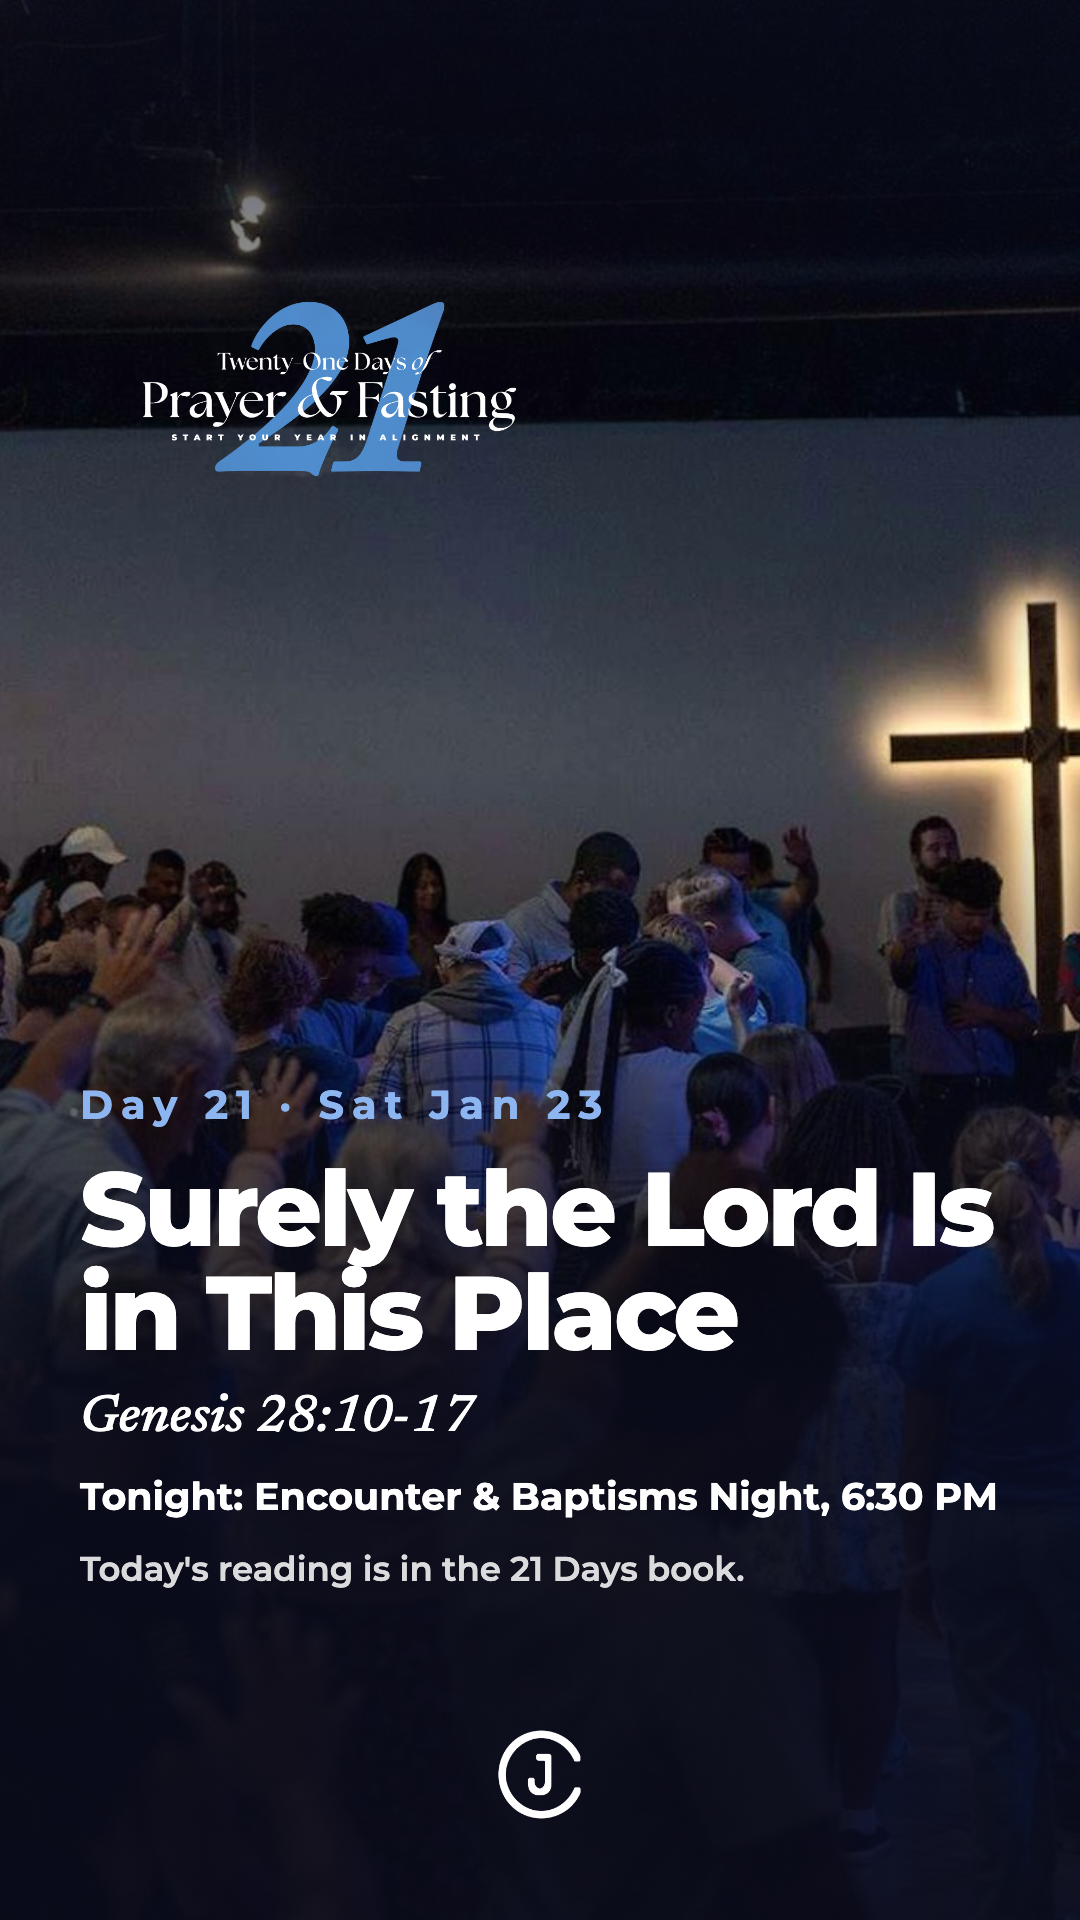 21
Twenty-One Days of
Prayer & Fasting
START YOUR YEAR IN ALIGNMENT
Day 21 · Sat Jan 23
Surely the Lord Is
in This Place
Genesis 28:10-17
Tonight: Encounter & Baptisms Night, 6:30 PM
Today's reading is in the 21 Days book.
CJ